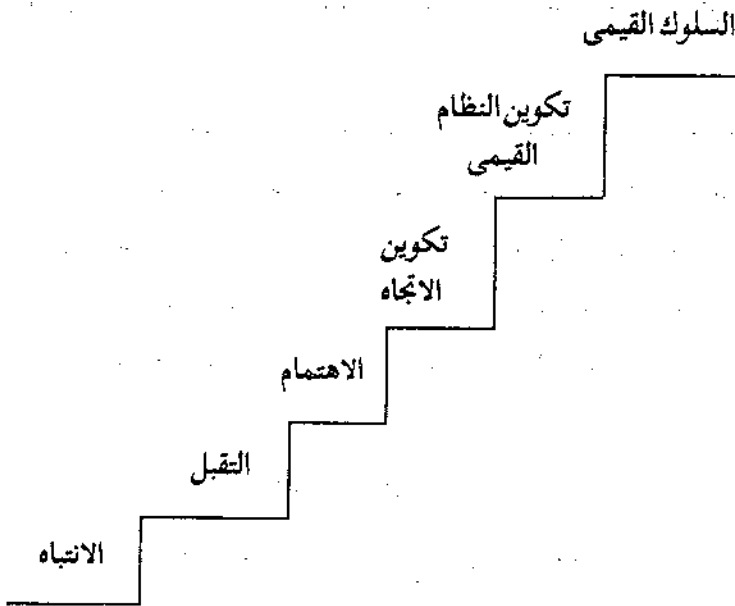 السلوك القيمى
تكوين النظام
القيمى
تكوين
الاتجاه
الاهتمام
التقبل
الانتباه